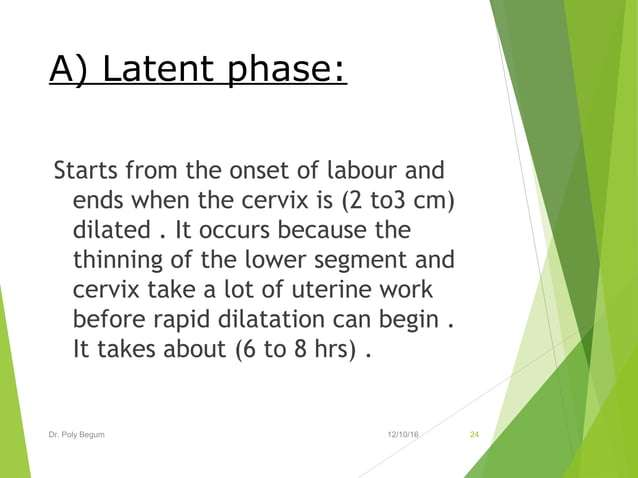 A) Latent phase:
Starts from the onset of labour and
ends when the cervix is (2 to3 cm)
dilated . It occurs because the
thinning of the lower segment and
cervix take a lot of uterine work
before rapid dilatation can begin .
It takes about (6 to 8 hrs) .
Dr. Poly Begum 12/10/16 24